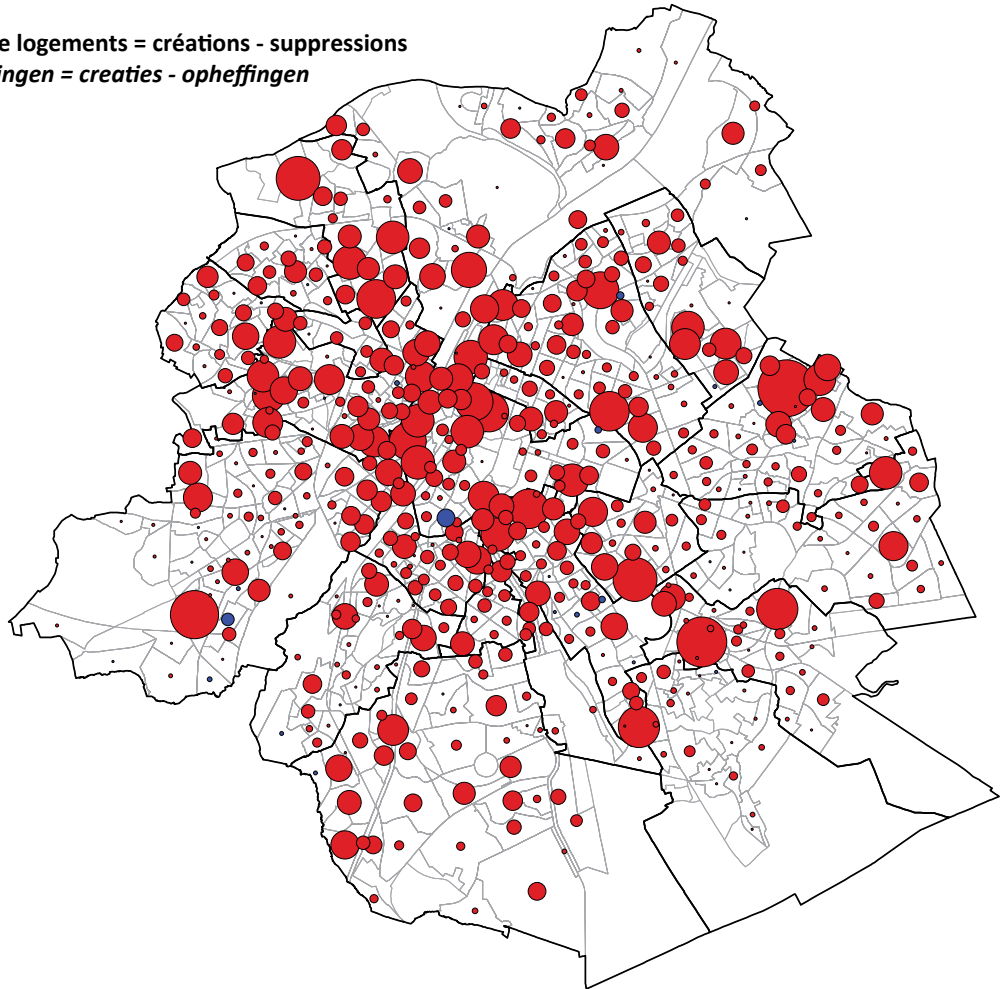 e logements = créations - suppressions
ingen = creaties - opheffingen